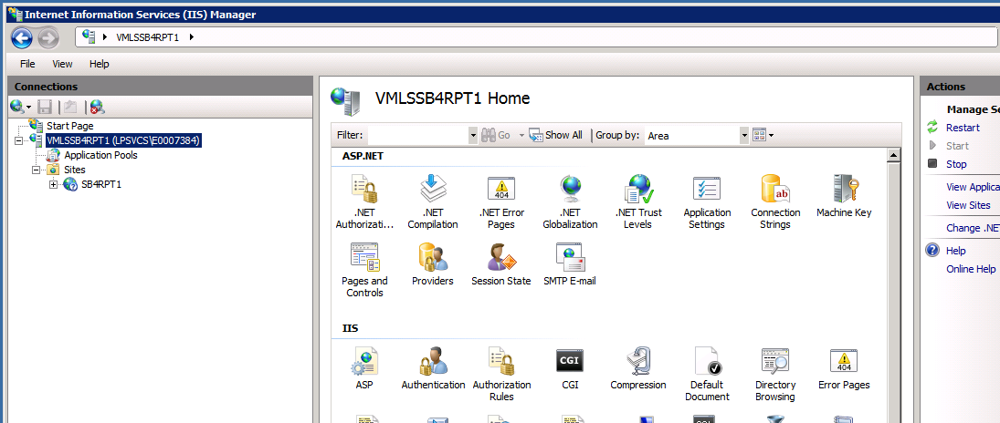 Internet Information Services (IIS) Manager
VMLSSB4RPT1
File View Help
Connections
Start Page
VMLSSB4RPT1 (LPSVCS\E0007384)
Application Pools
Sites
SB4RPT1
VMLSSB4RPT1 Home
Filter: Go Show All Group by: Area
ASP.NET
.NET Authorizati...
.NET Compilation
.NET Error Pages
404
.NET Globalization
.NET Trust Levels
Application Settings
ab
Connection Strings
Machine Key
Pages and Controls
Providers
Session State
SMTP E-mail
IIS
ASP
Authentication
Authorization Rules
CGI
CGI
Compression
Default Document
Directory Browsing
404
Error Pages
Actions
Manage Se
Restart
Start
Stop
View Applica
View Sites
Change .NET
Help
Online Help